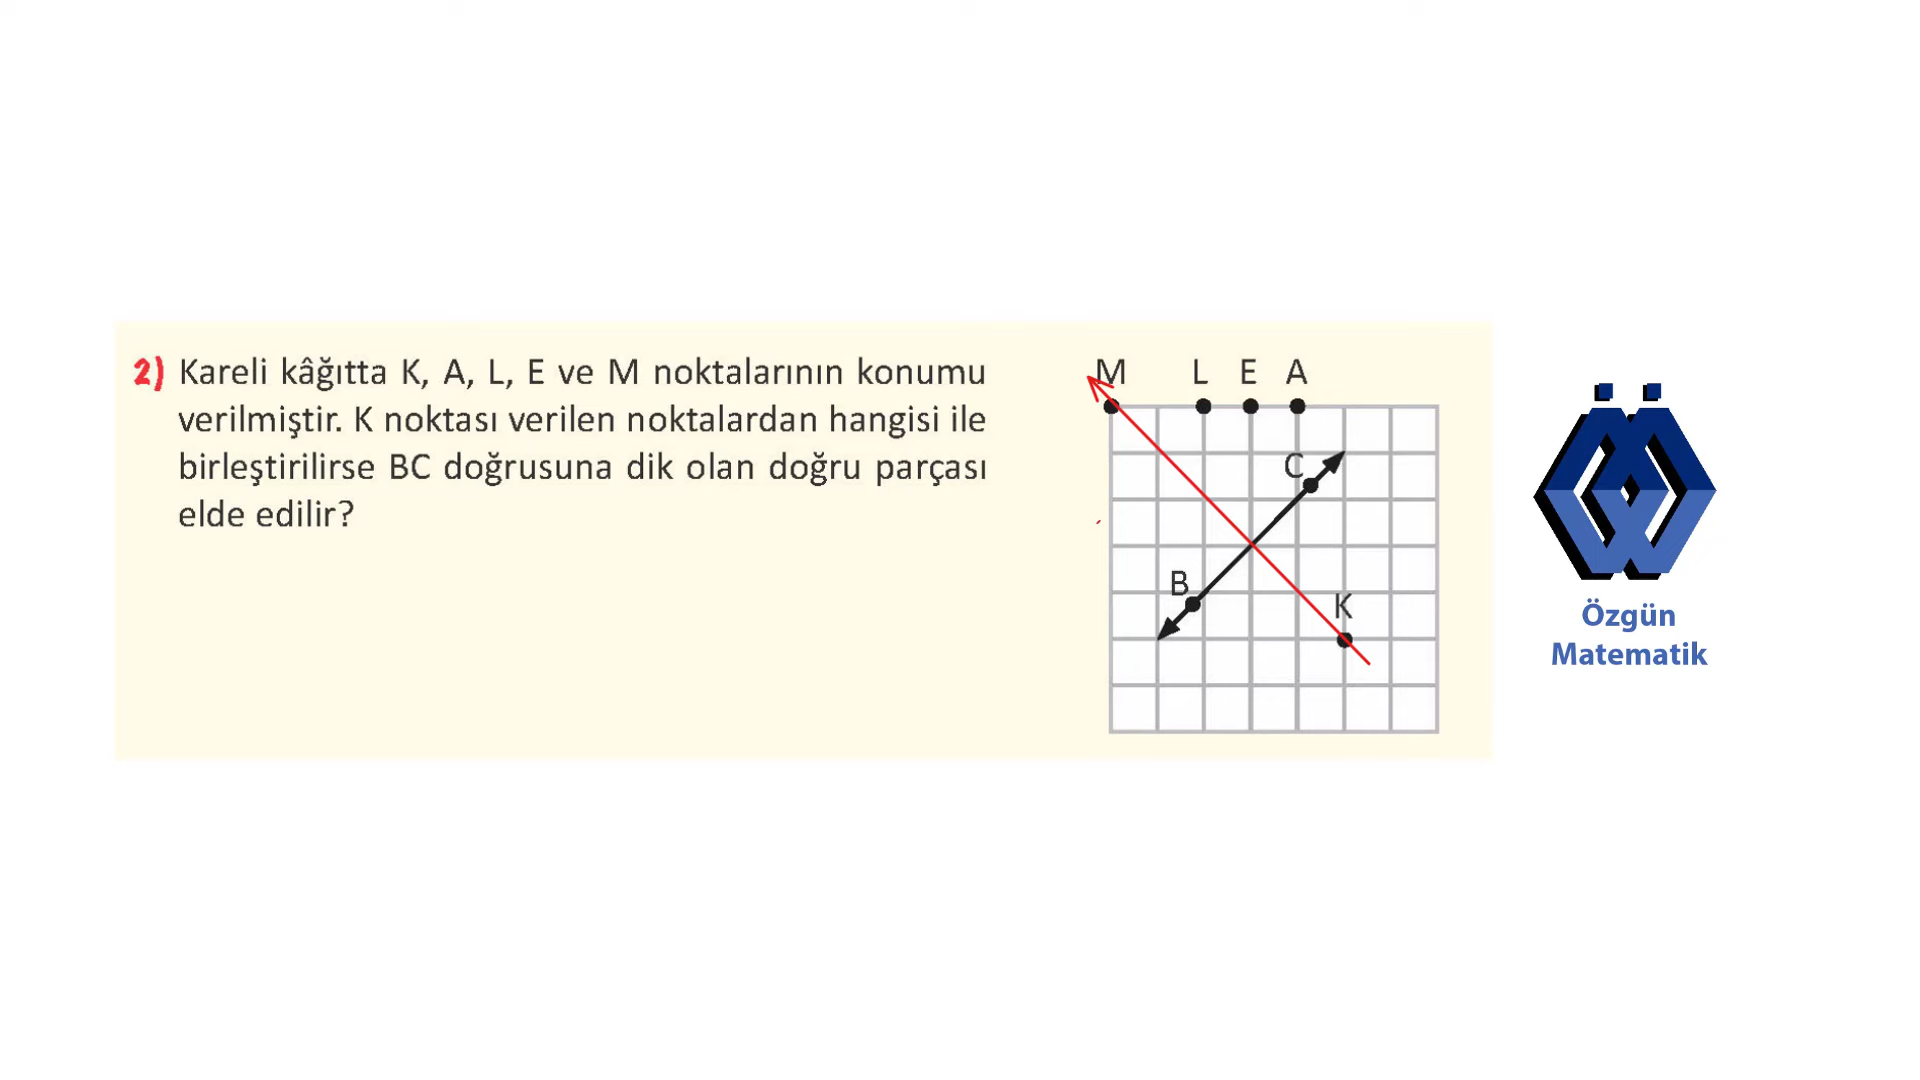 2) Kareli kâğıtta K, A, L, E ve M noktalarının konumu
verilmiştir. K noktası verilen noktalardan hangisi ile
birleştirilirse BC doğrusuna dik olan doğru parçası
elde edilir?
M L E A
C
B
K
Özgün
Matematik